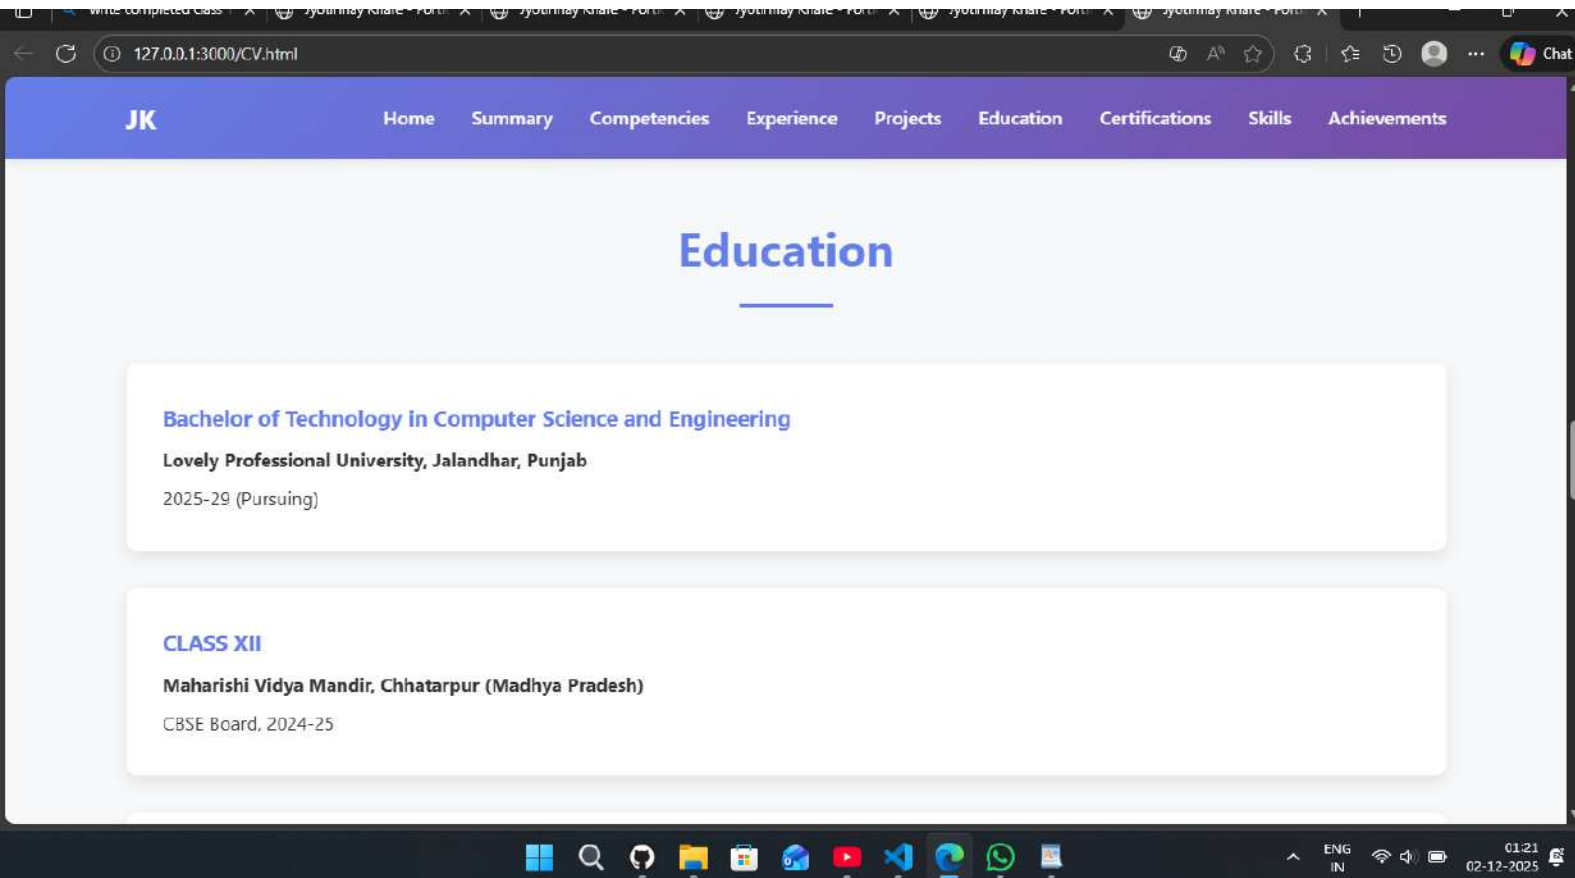 127.0.0.1:3000/CV.html
Chat
JK
Home Summary Competencies Experience Projects Education Certifications Skills Achievements
Education
Bachelor of Technology in Computer Science and Engineering
Lovely Professional University, Jalandhar, Punjab
2025-29 (Pursuing)
CLASS XII
Maharishi Vidya Mandir, Chhatarpur (Madhya Pradesh)
CBSE Board, 2024-25
ENG
IN
01:21
02-12-2025